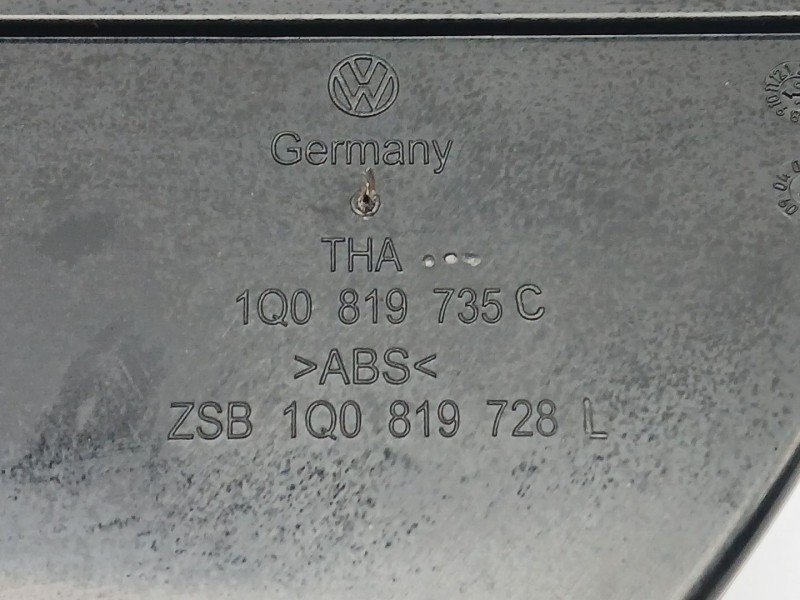 Germany
THA
1Q0 819 735 C
>ABS<
ZSB 1Q0 819 728 L